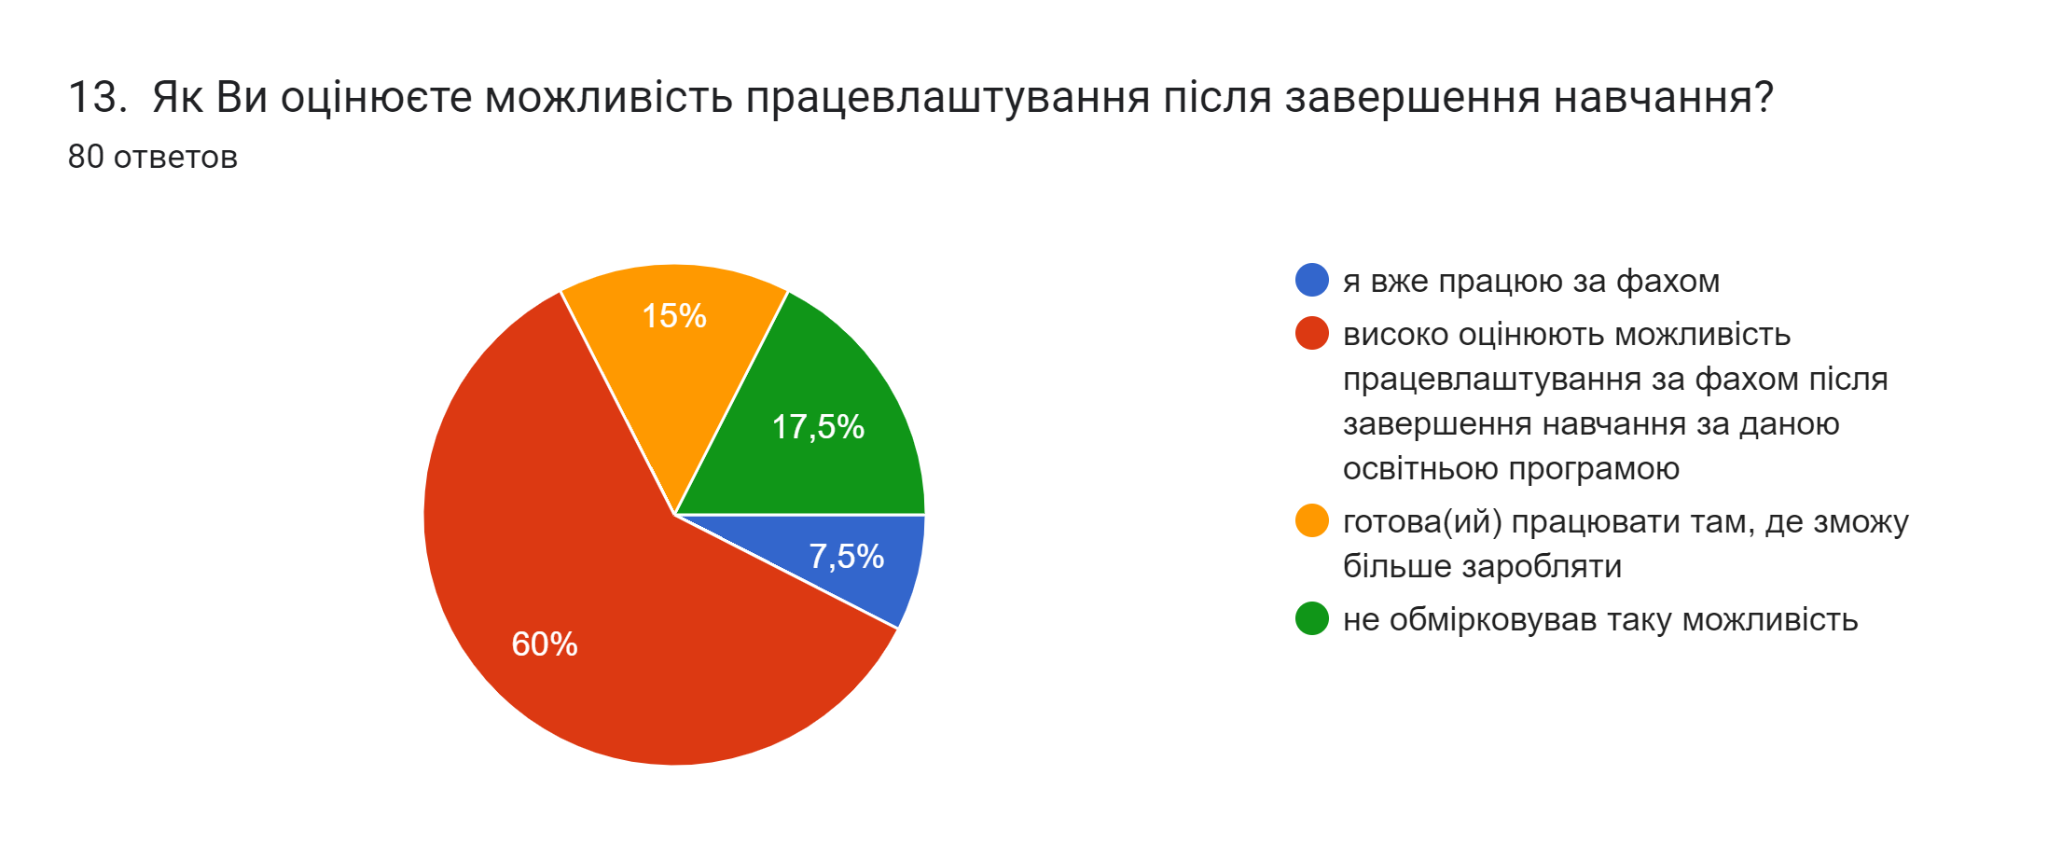 13. Як Ви оцінюєте можливість працевлаштування після завершення навчання?
80 ответов
15%
17,5%
7,5%
60%
я вже працюю за фахом
високо оцінюють можливість
працевлаштування за фахом після
завершення навчання за даною
освітньою програмою
готова(ий) працювати там, де зможу
більше заробляти
не обмірковував таку можливість